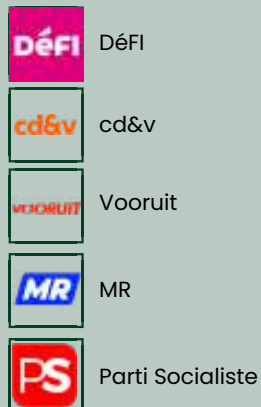 DéFI DéFI
cd&v cd&v
VOORUIT Vooruit
MR MR
PS Parti Socialiste